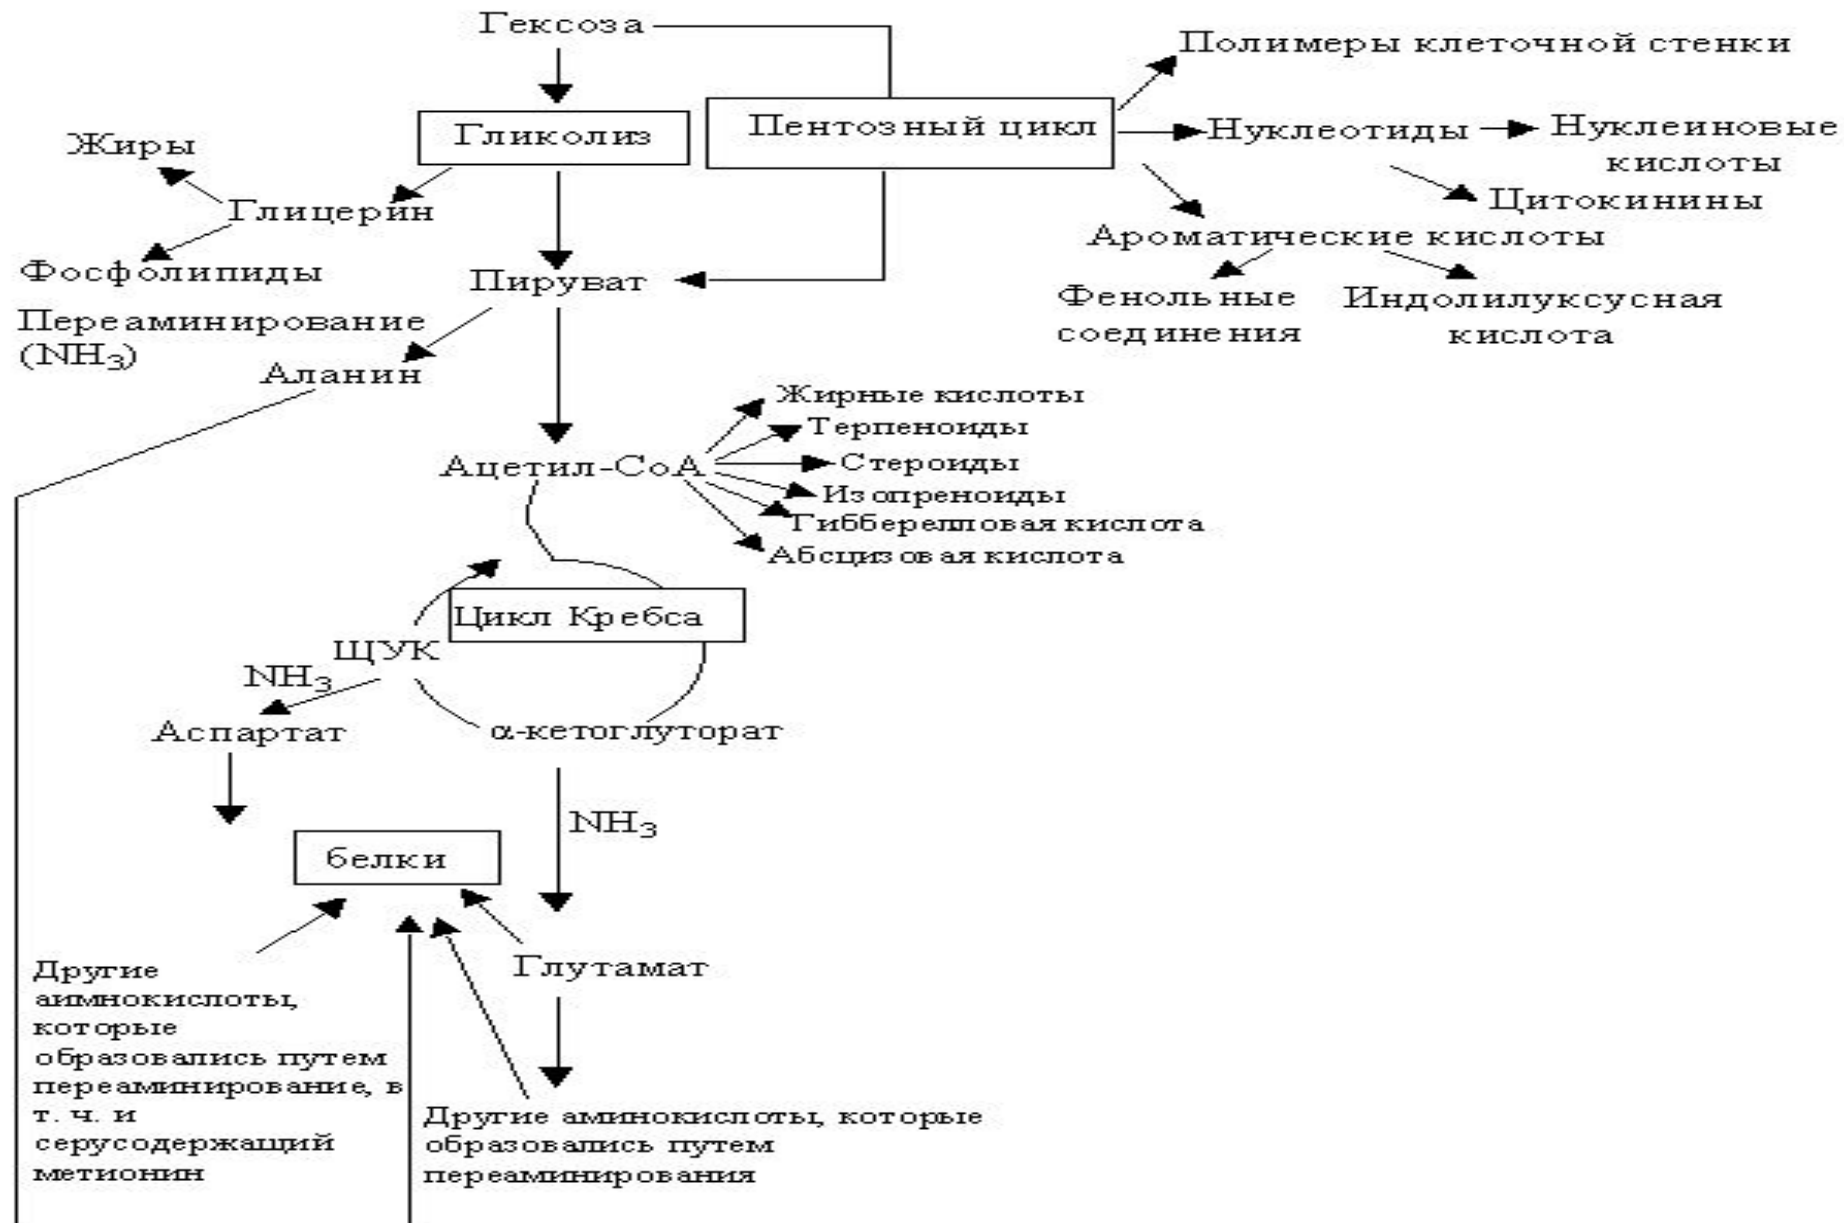 Гексоза
Полимеры клеточной стенки
Гликолиз
Пентозный цикл
Нуклеотиды
Нуклеиновые
кислоты
Жиры
Глицерин
Цитокинины
Ароматические кислоты
Фосфолипиды
Пируват
Фенольные
соединения
Индолилуксусная
кислота
Переаминирование
(NH3)
Аланин
Жирные кислоты
Терпеноиды
Ацетил-СоА
Стероиды
Изопреноиды
Гибберелловая кислота
Абсцизовая кислота
Цикл Кребса
ЩУК
NH3
Аспартат
α-кетоглуторат
NH3
белки
Глутамат
Другие
аимнокислоты,
которые
образовались путем
переаминирование, в
т. ч. и
серусодержащий
метионин
Другие аминокислоты, которые
образовались путем
переаминирования